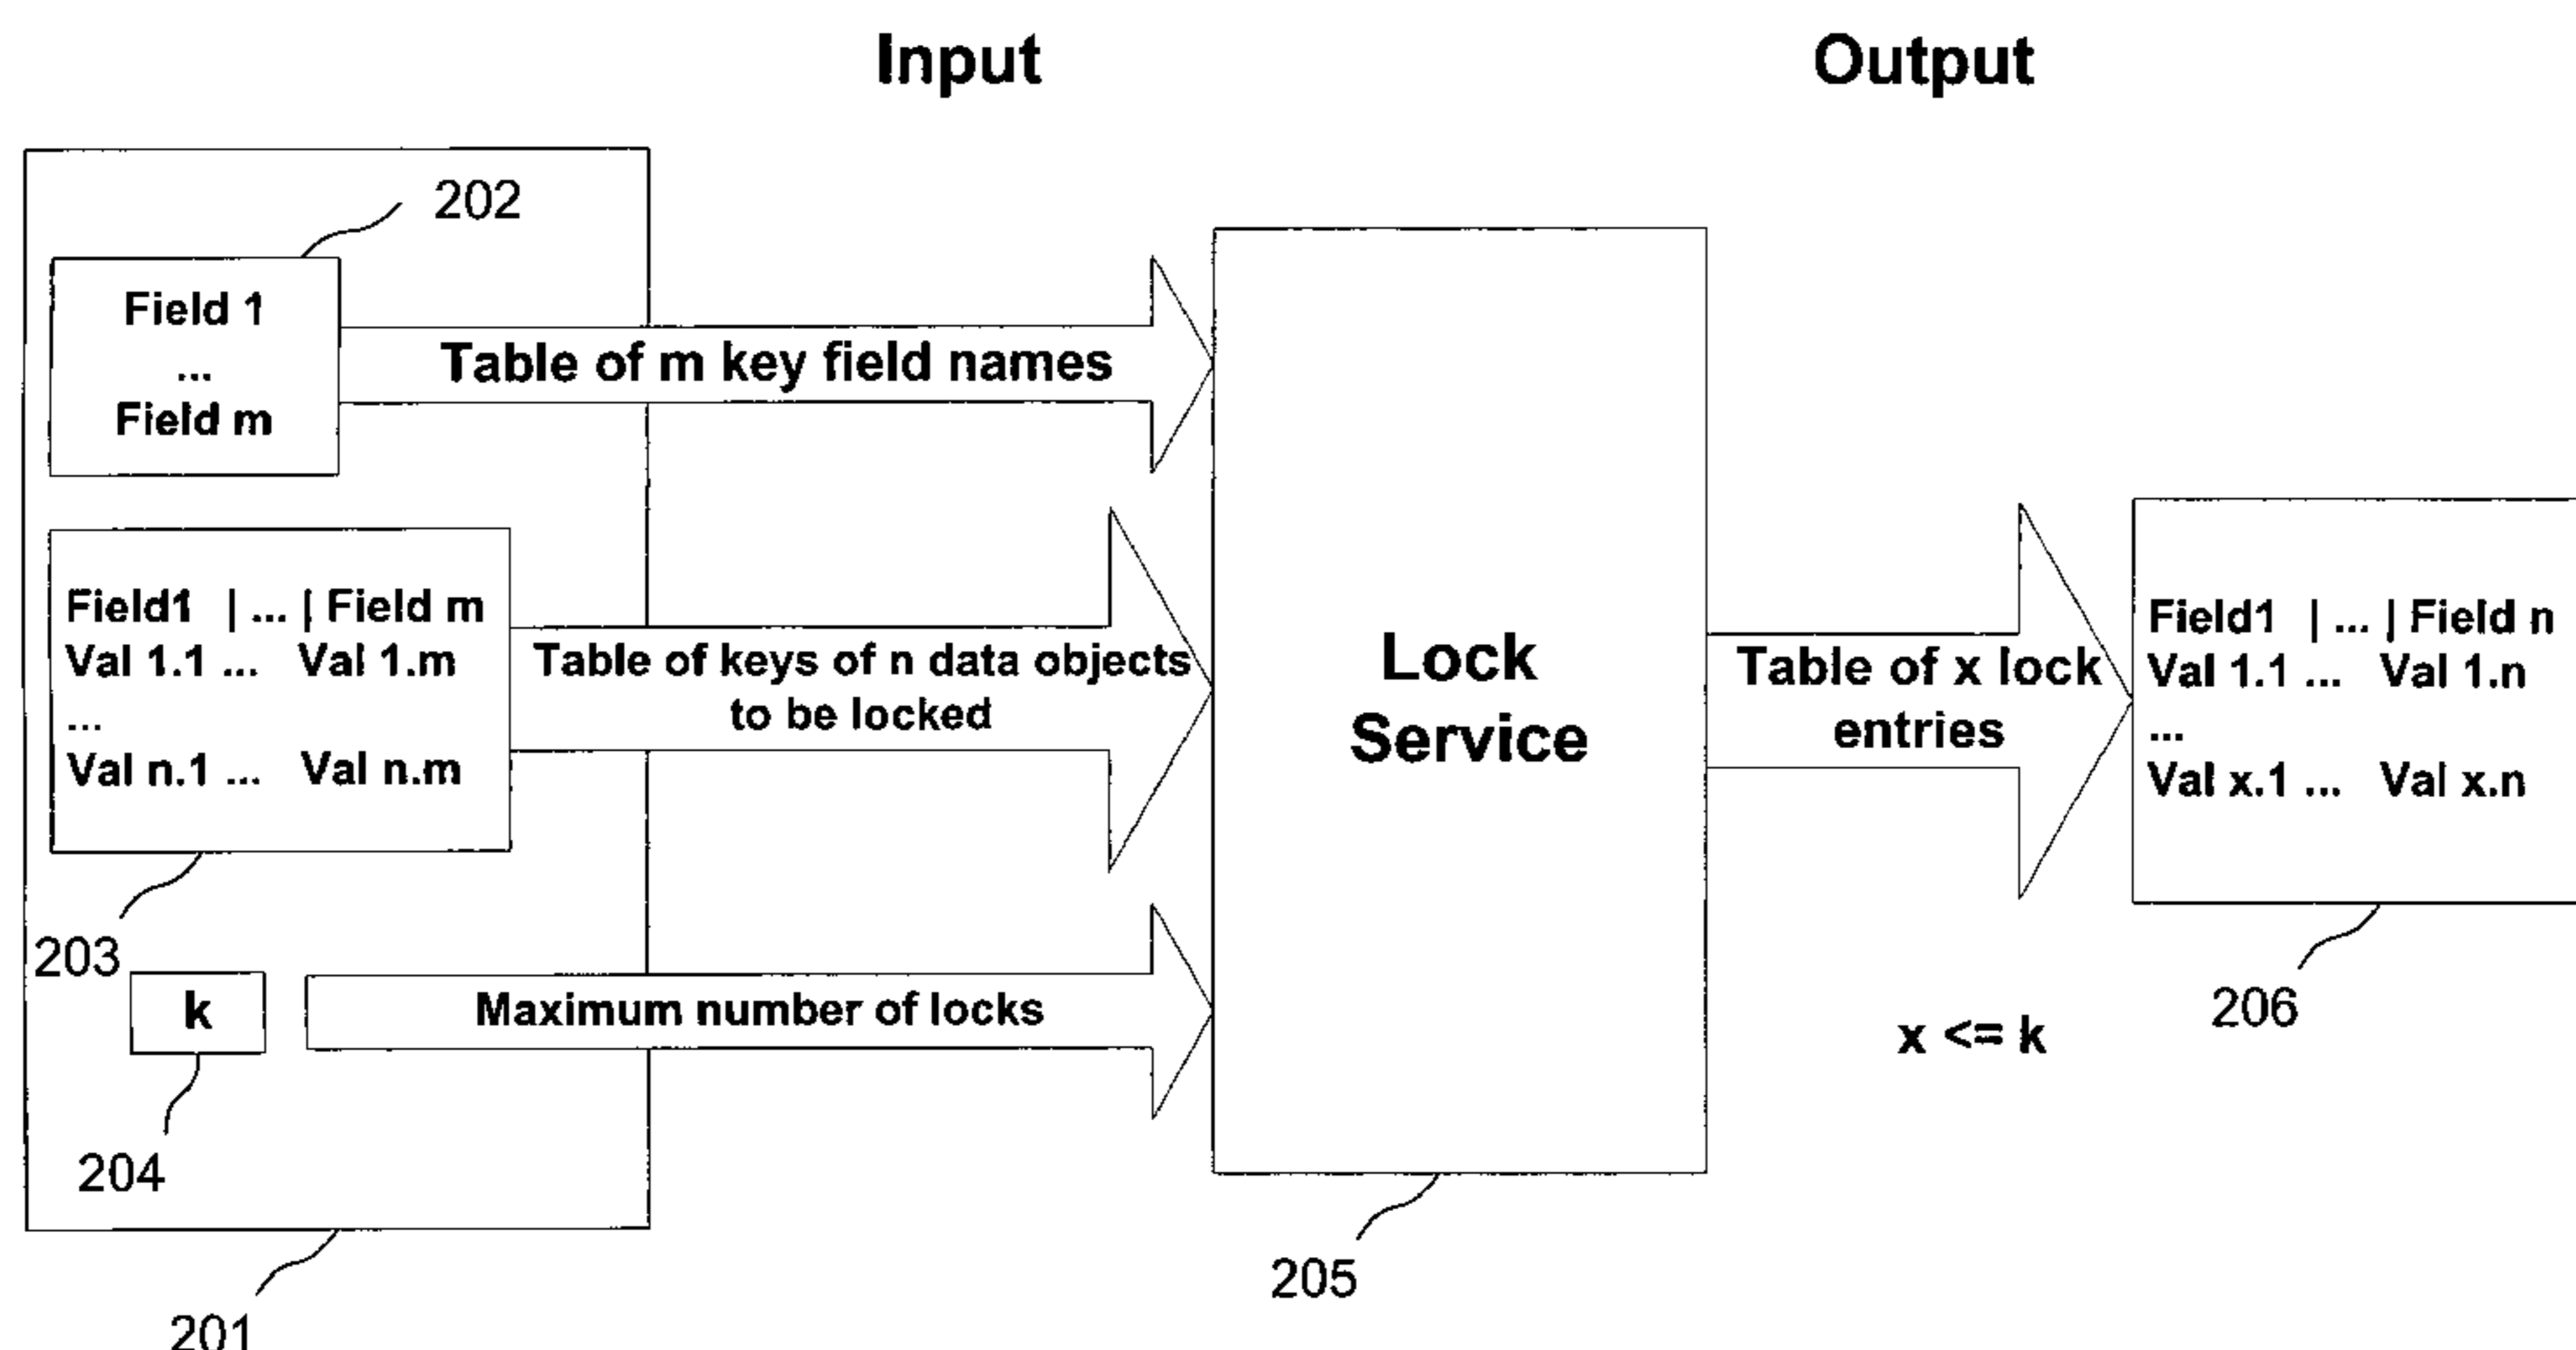 Input
Output
202
Field 1
...
Field m
Table of m key field names
Field1 | ... | Field m
Val 1.1 ... Val 1.m
...
Val n.1 ... Val n.m
Table of keys of n data objects
to be locked
203
k
Maximum number of locks
204
201
Lock
Service
205
Table of x lock
entries
x <= k
Field1 | ... | Field n
Val 1.1 ... Val 1.n
...
Val x.1 ... Val x.n
206